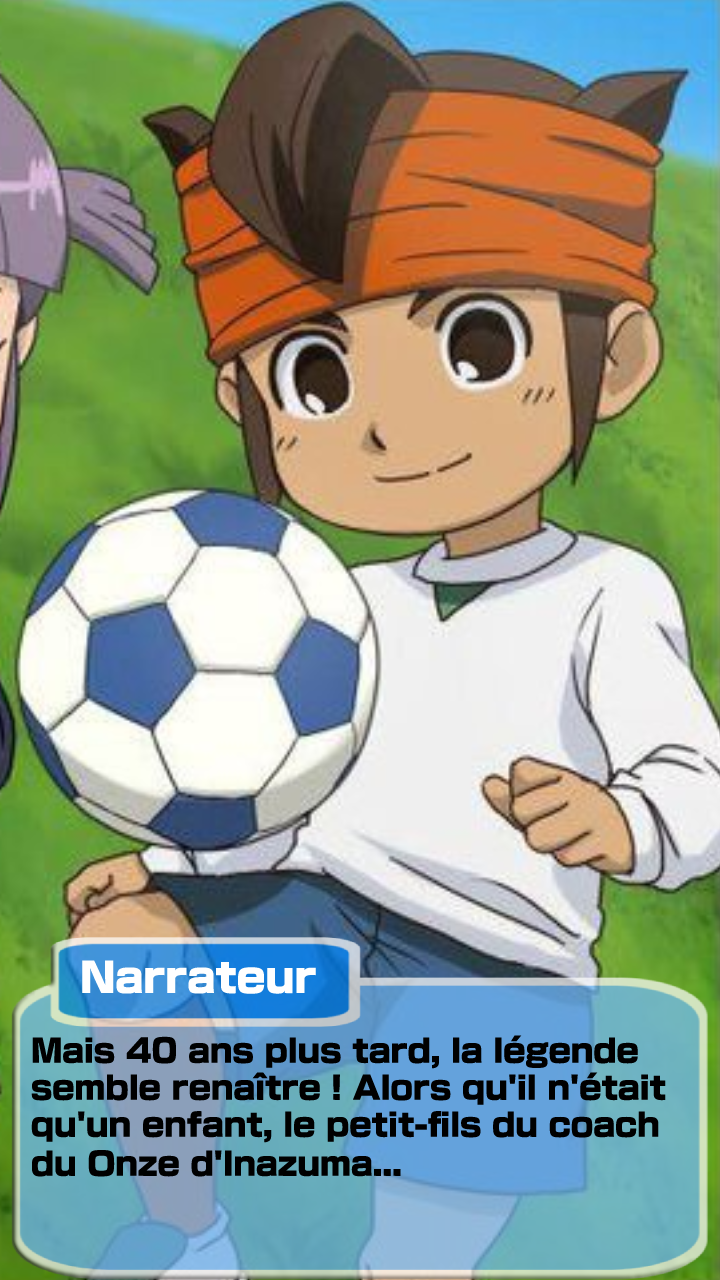 Narrateur
Mais 40 ans plus tard, la légende
semble renaître ! Alors qu'il n'était
qu'un enfant, le petit-fils du coach
du Onze d'Inazuma...